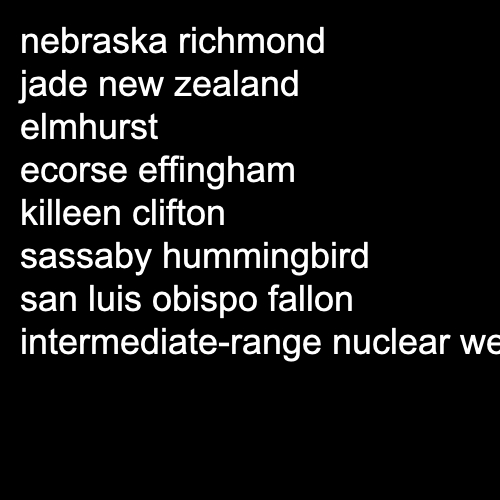 nebraska richmond
jade new zealand
elmhurst
ecorse effingham
killeen clifton
sassaby hummingbird
san luis obispo fallon
intermediate-range nuclear